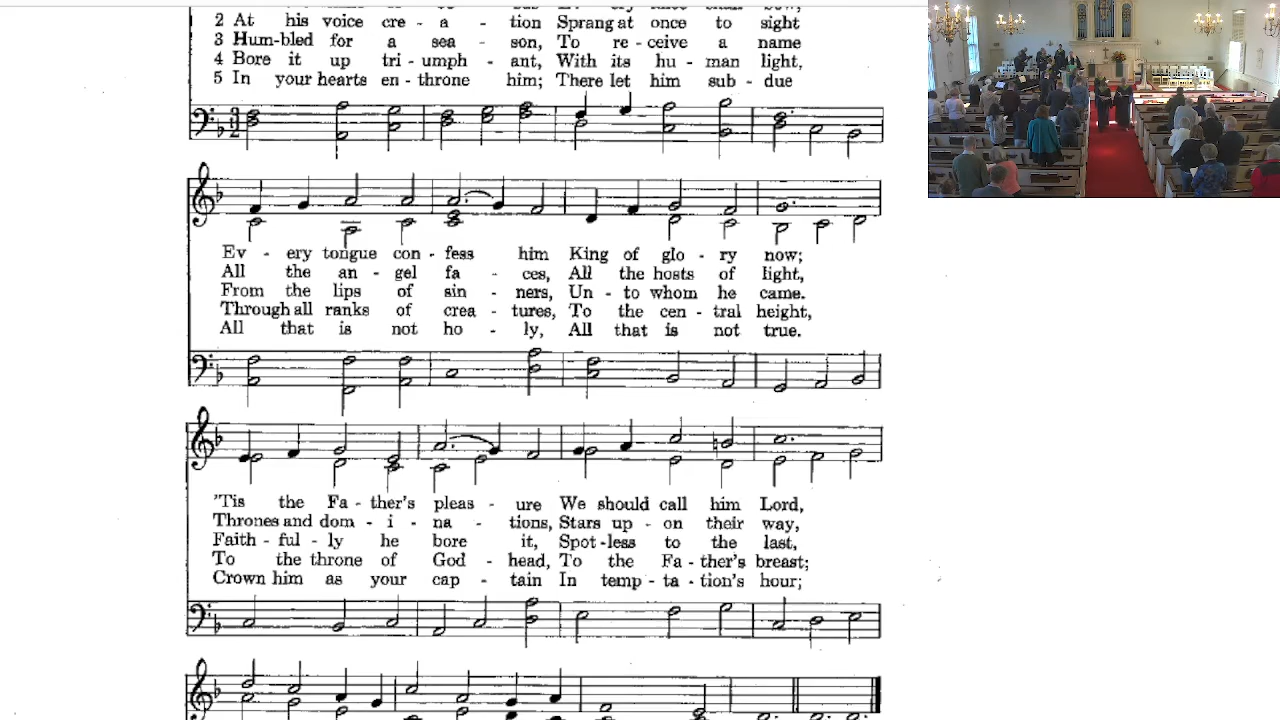 2 At his voice cre - a - tion Sprang at once to sight
3 Hum-bled for a sea - son, To re - ceive a name
4 Bore it up tri - umph - ant, With its hu - man light,
5 In your hearts en - throne him; There let him sub - due
Ev - ery tongue con - fess him King of glo - ry now;
All the an - gel fa - ces, All the hosts of light,
From the lips of sin - ners, Un - to whom he came.
Through all ranks of crea - tures, To the cen - tral height,
All that is not ho - ly, All that is not true.
'Tis the Fa - ther's pleas - ure We should call him Lord,
Thrones and dom - i - na - tions, Stars up - on their way,
Faith - ful - ly he bore it, Spot - less to the last,
To the throne of God - head, To the Fa - ther's breast;
Crown him as your cap - tain In temp - ta - tion's hour;